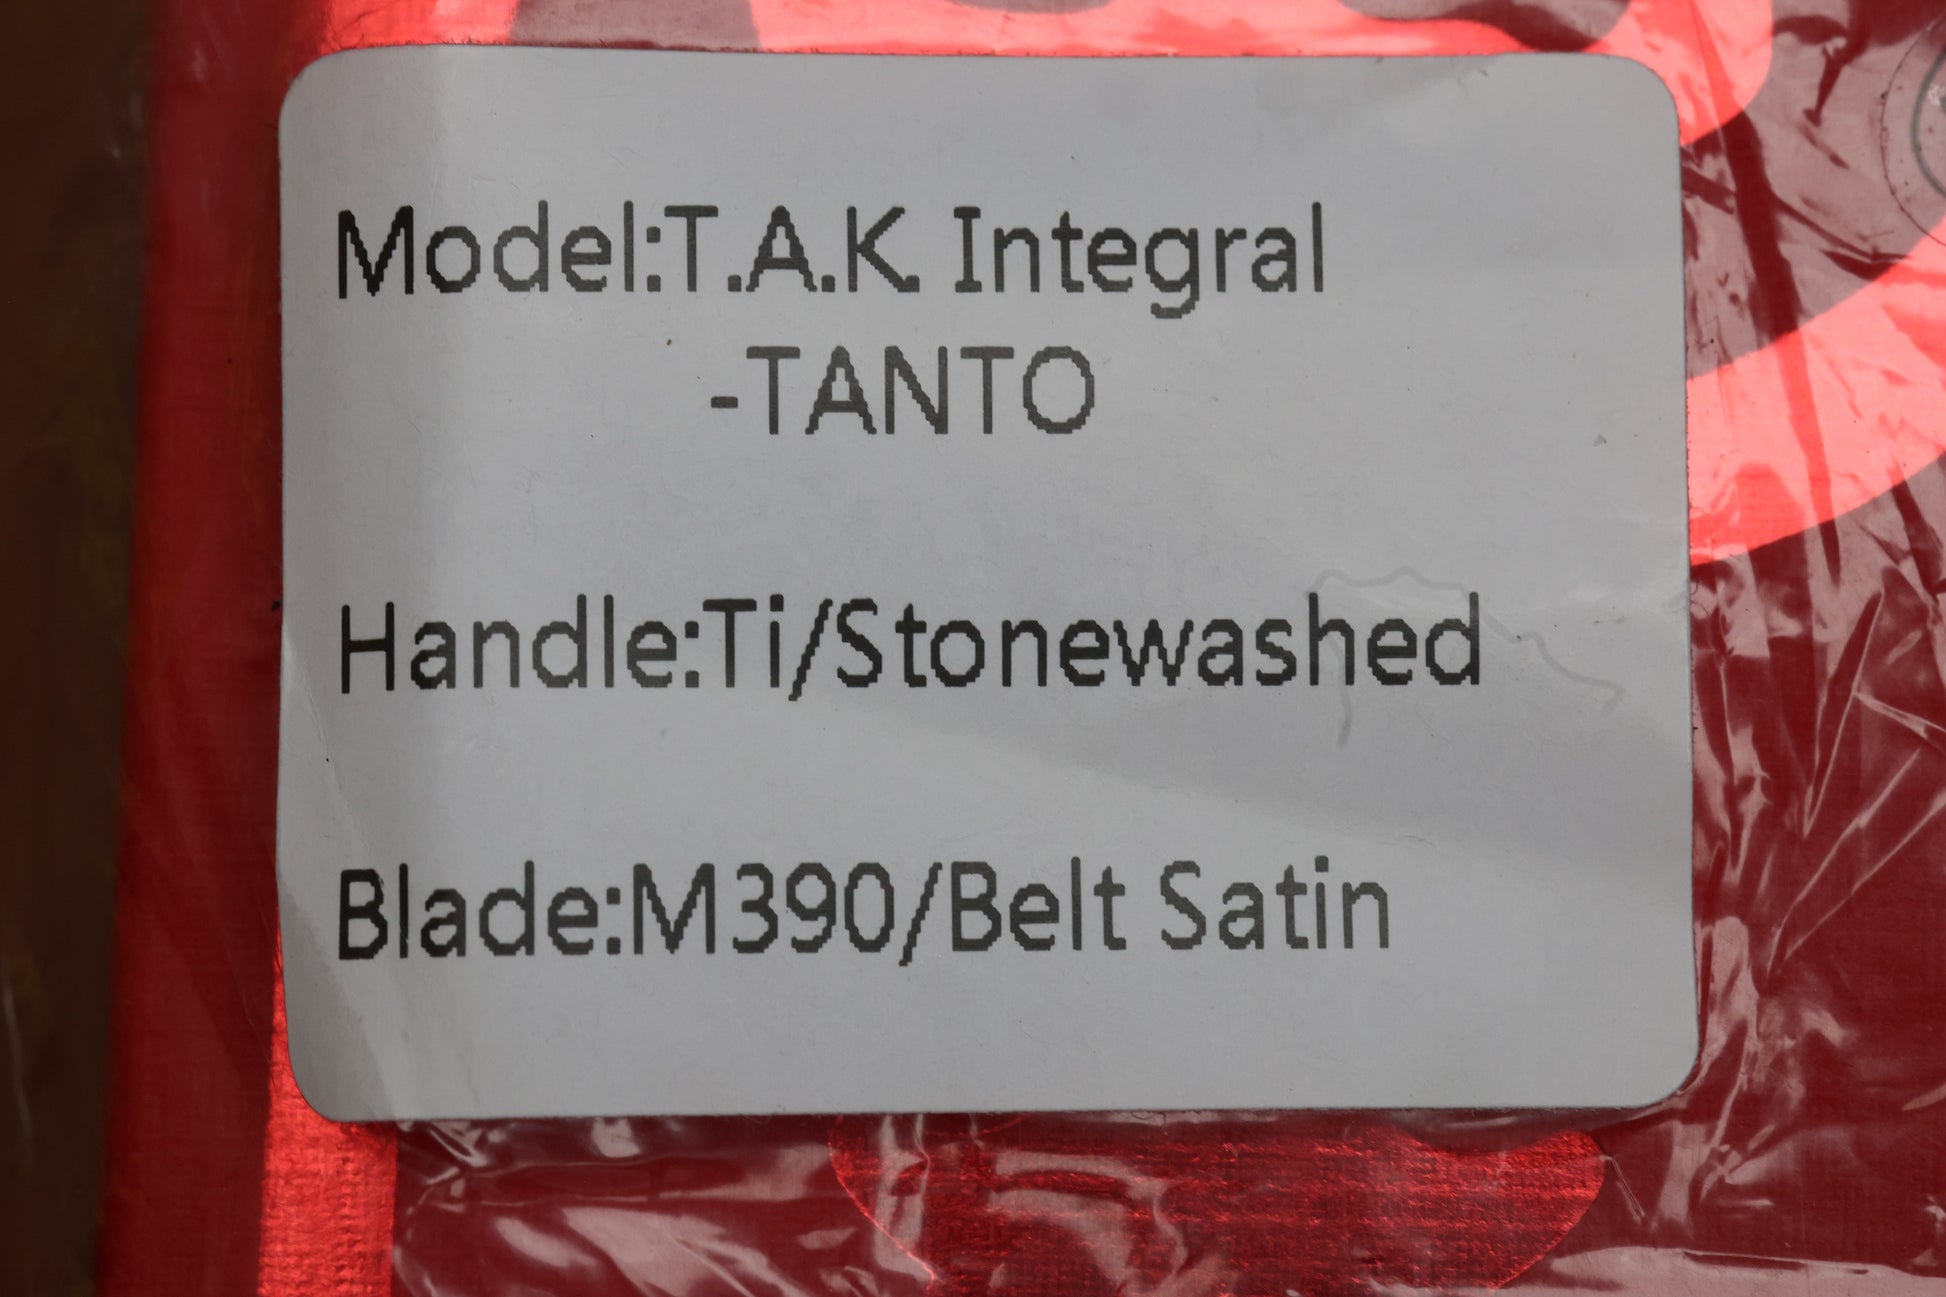 Model:T.A.K. Integral
-TANTO
Handle:Ti/Stonewashed
Blade:M390/Belt Satin